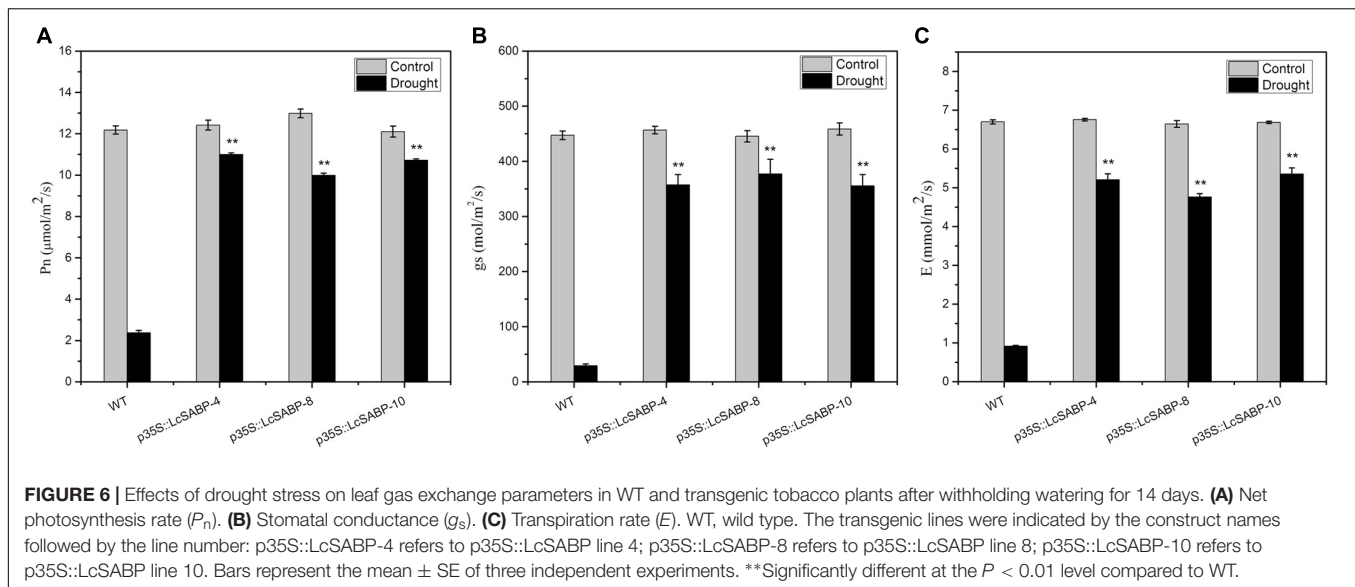 A
16
14
12
10
8
6
4
2
0
Pn (μmol/m²/s)
Control
Drought
**
**
**
WT
p35S::LcSABP-4
p35S::LcSABP-8
p35S::LcSABP-10
B
600
500
450
400
300
200
100
0
gs (mol/m²/s)
Control
Drought
**
**
**
WT
p35S::LcSABP-4
p35S::LcSABP-8
p35S::LcSABP-10
C
8
7
6
5
4
3
2
1
0
E (mmol/m²/s)
Control
Drought
**
**
**
WT
p35S::LcSABP-4
p35S::LcSABP-8
p35S::LcSABP-10
FIGURE 6 | Effects of drought stress on leaf gas exchange parameters in WT and transgenic tobacco plants after withholding watering for 14 days. (A) Net
photosynthesis rate (Pn). (B) Stomatal conductance (gs). (C) Transpiration rate (E). WT, wild type. The transgenic lines were indicated by the construct names
followed by the line number: p35S::LcSABP-4 refers to p35S::LcSABP line 4; p35S::LcSABP-8 refers to p35S::LcSABP line 8; p35S::LcSABP-10 refers to
p35S::LcSABP line 10. Bars represent the mean ± SE of three independent experiments. **Significantly different at the P < 0.01 level compared to WT.